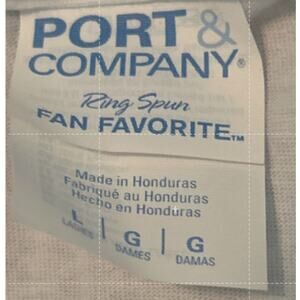 PORT &
COMPANY®
Ring Spun
FAN FAVORITE™
Made in Honduras
Fabriqué au Honduras
Hecho en Honduras
L | G | G
LADIES | DAMES | DAMAS